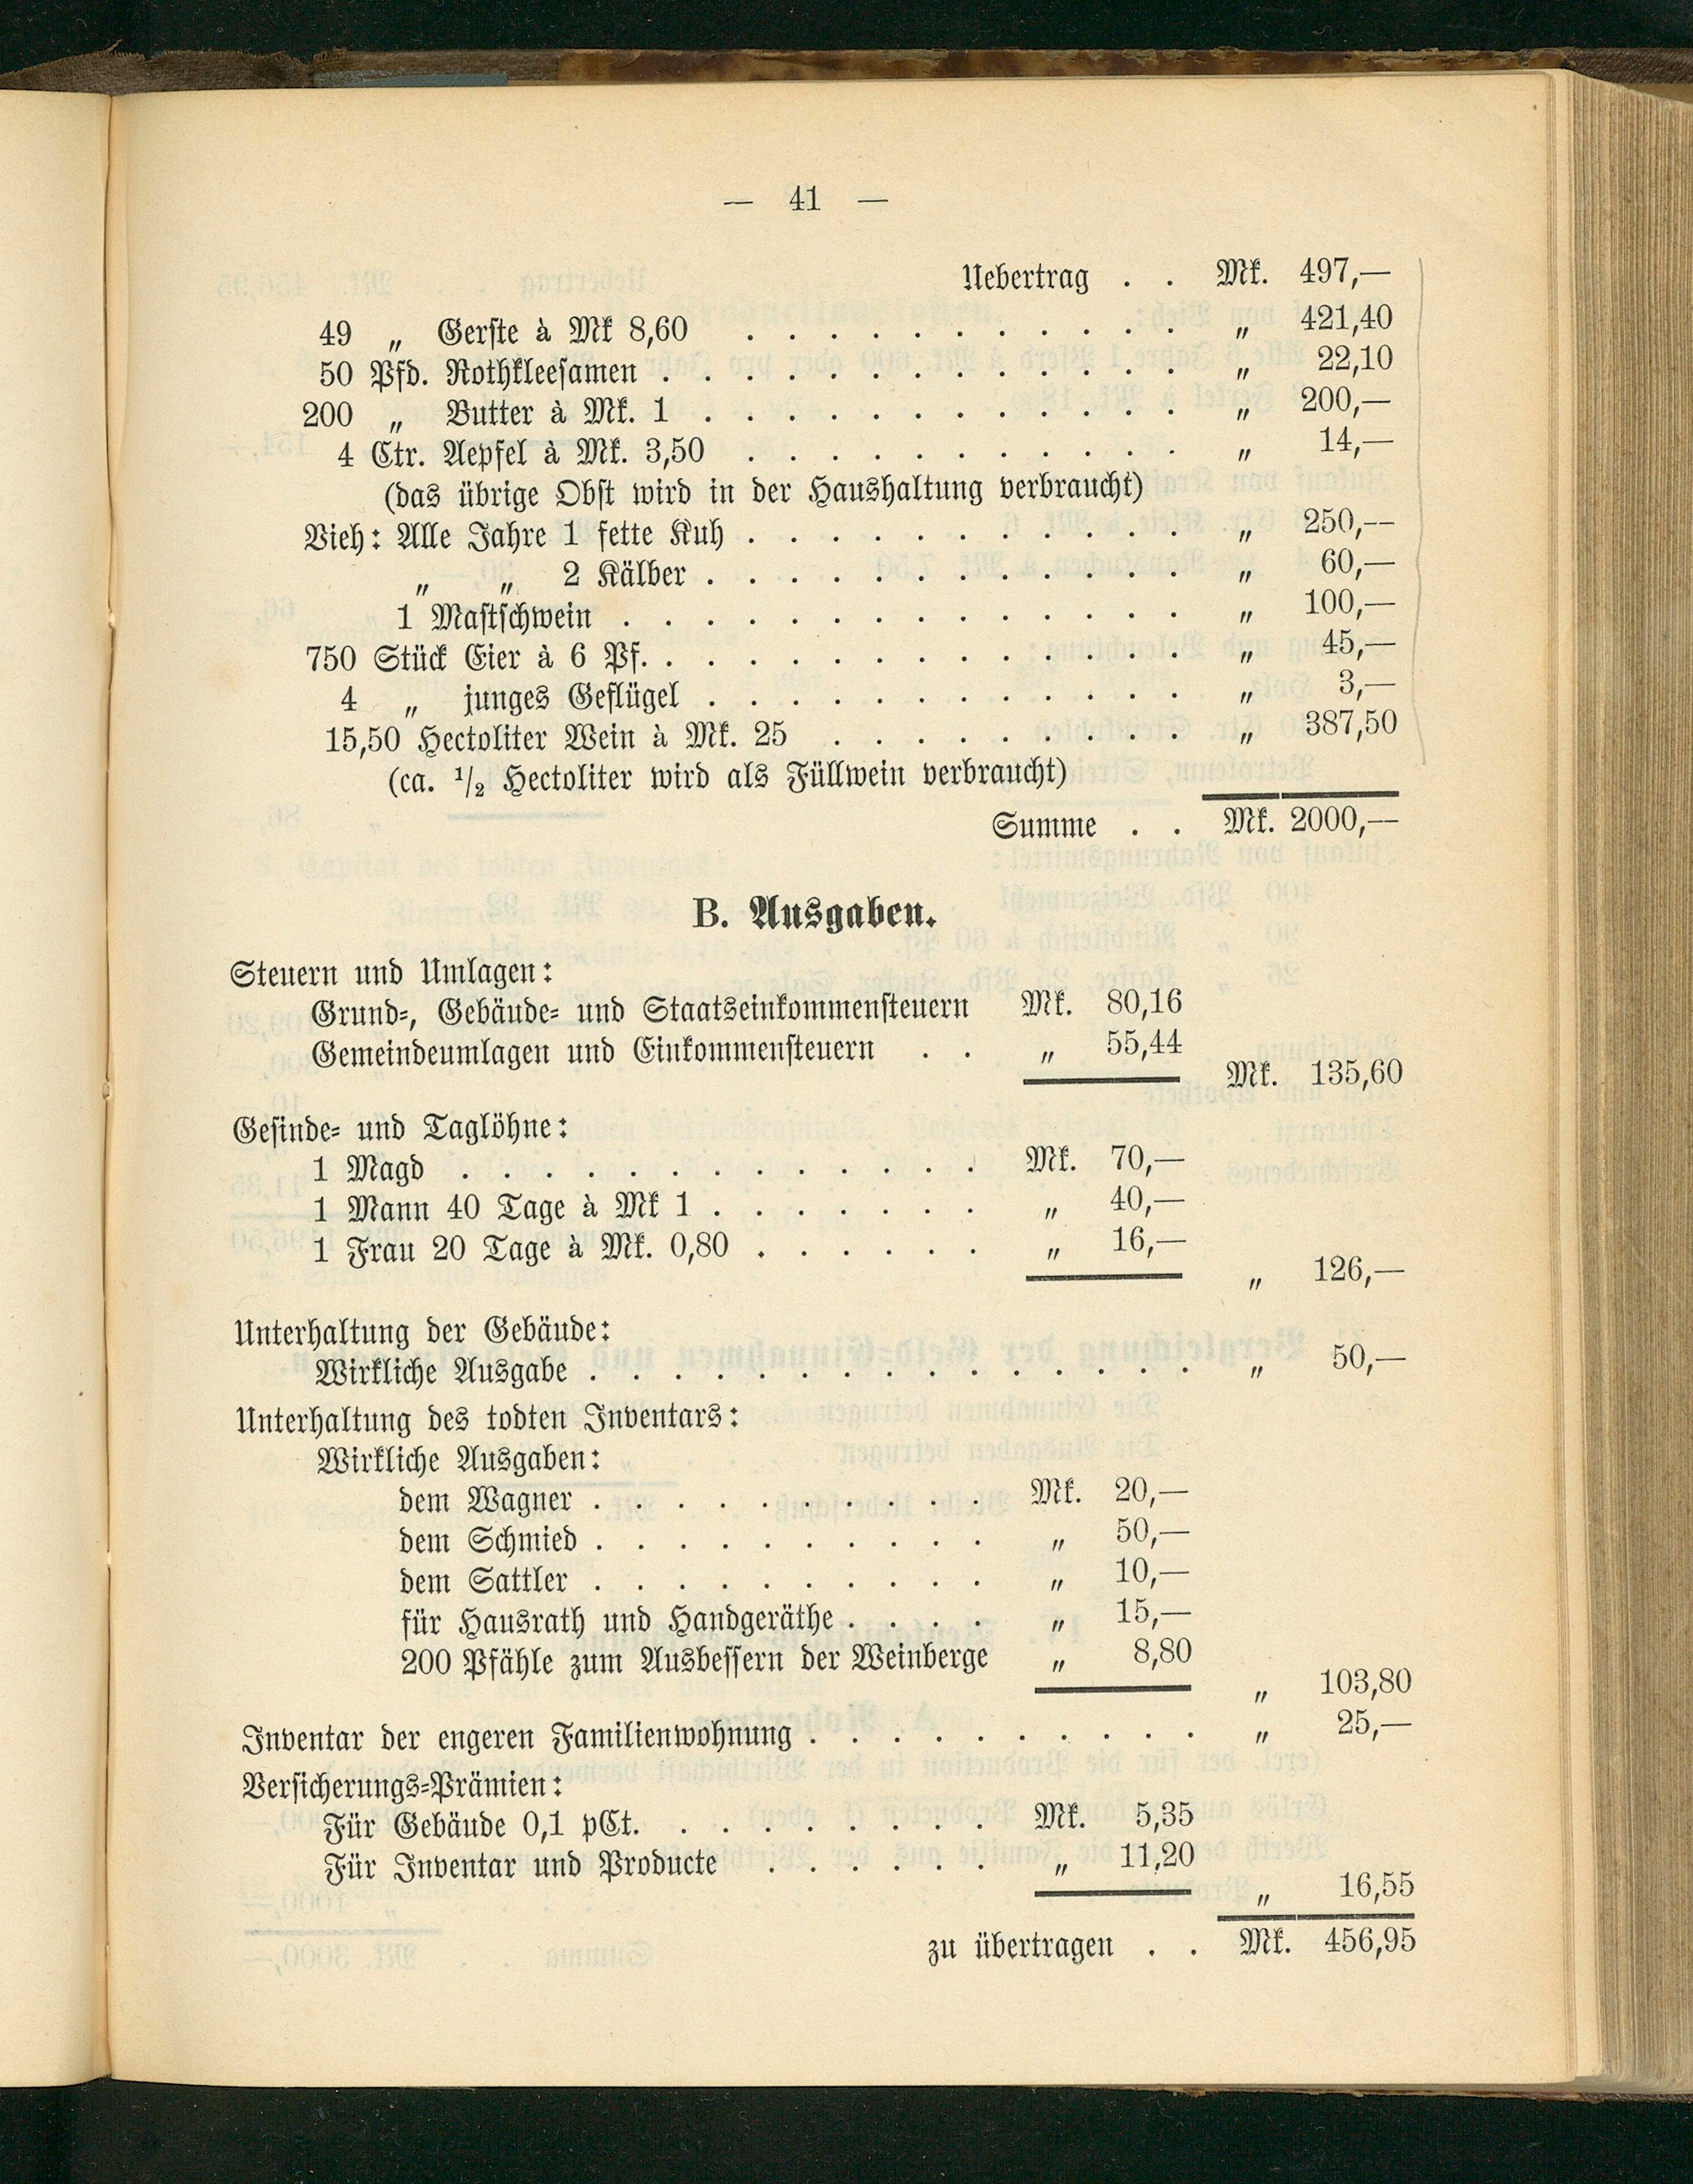 — 41 —
Uebertrag . . Mk. 497,—
49 „ Gerste à Mk 8,60 . . . . . . . . . . . „ 421,40
50 Pfd. Rothkleesamen . . . . . . . . . . . . . „ 22,10
200 „ Butter à Mk. 1 . . . . . . . . . . . . „ 200,—
4 Ctr. Aepfel à Mk. 3,50 . . . . . . . . . . . „ 14,—
(das übrige Obst wird in der Haushaltung verbraucht)
Vieh: Alle Jahre 1 fette Kuh . . . . . . . . . . . „ 250,—
„ „ 2 Kälber . . . . . . . . . . . . „ 60,—
1 Mastschwein . . . . . . . . . . . . . . „ 100,—
750 Stück Eier à 6 Pf. . . . . . . . . . . . . . „ 45,—
4 „ junges Geflügel . . . . . . . . . . . . „ 3,—
15,50 Hectoliter Wein à Mk. 25 . . . . . . . . . „ 387,50
(ca. ½ Hectoliter wird als Füllwein verbraucht)
Summe . . Mk. 2000,—
B. Ausgaben.
Steuern und Umlagen:
Grund-, Gebäude- und Staatseinkommensteuern Mk. 80,16
Gemeindeumlagen und Einkommensteuern . . „ 55,44
Mk. 135,60
Gesinde- und Taglöhne:
1 Magd . . . . . . . . . . . . . Mk. 70,—
1 Mann 40 Tage à Mk 1 . . . . . . . „ 40,—
1 Frau 20 Tage à Mk. 0,80 . . . . . . „ 16,—
„ 126,—
Unterhaltung der Gebäude:
Wirkliche Ausgabe . . . . . . . . . . . . . . . „ 50,—
Unterhaltung des todten Inventars:
Wirkliche Ausgaben:
dem Wagner . . . . . . . . . . Mk. 20,—
dem Schmied . . . . . . . . . . „ 50,—
dem Sattler . . . . . . . . . . „ 10,—
für Hausrath und Handgeräthe . . . . „ 15,—
200 Pfähle zum Ausbessern der Weinberge „ 8,80
„ 103,80
Inventar der engeren Familienwohnung . . . . . . . . . . „ 25,—
Versicherungs-Prämien:
Für Gebäude 0,1 pCt. . . . . . . . . Mk. 5,35
Für Inventar und Producte . . . . . . „ 11,20
„ 16,55
zu übertragen . . Mk. 456,95